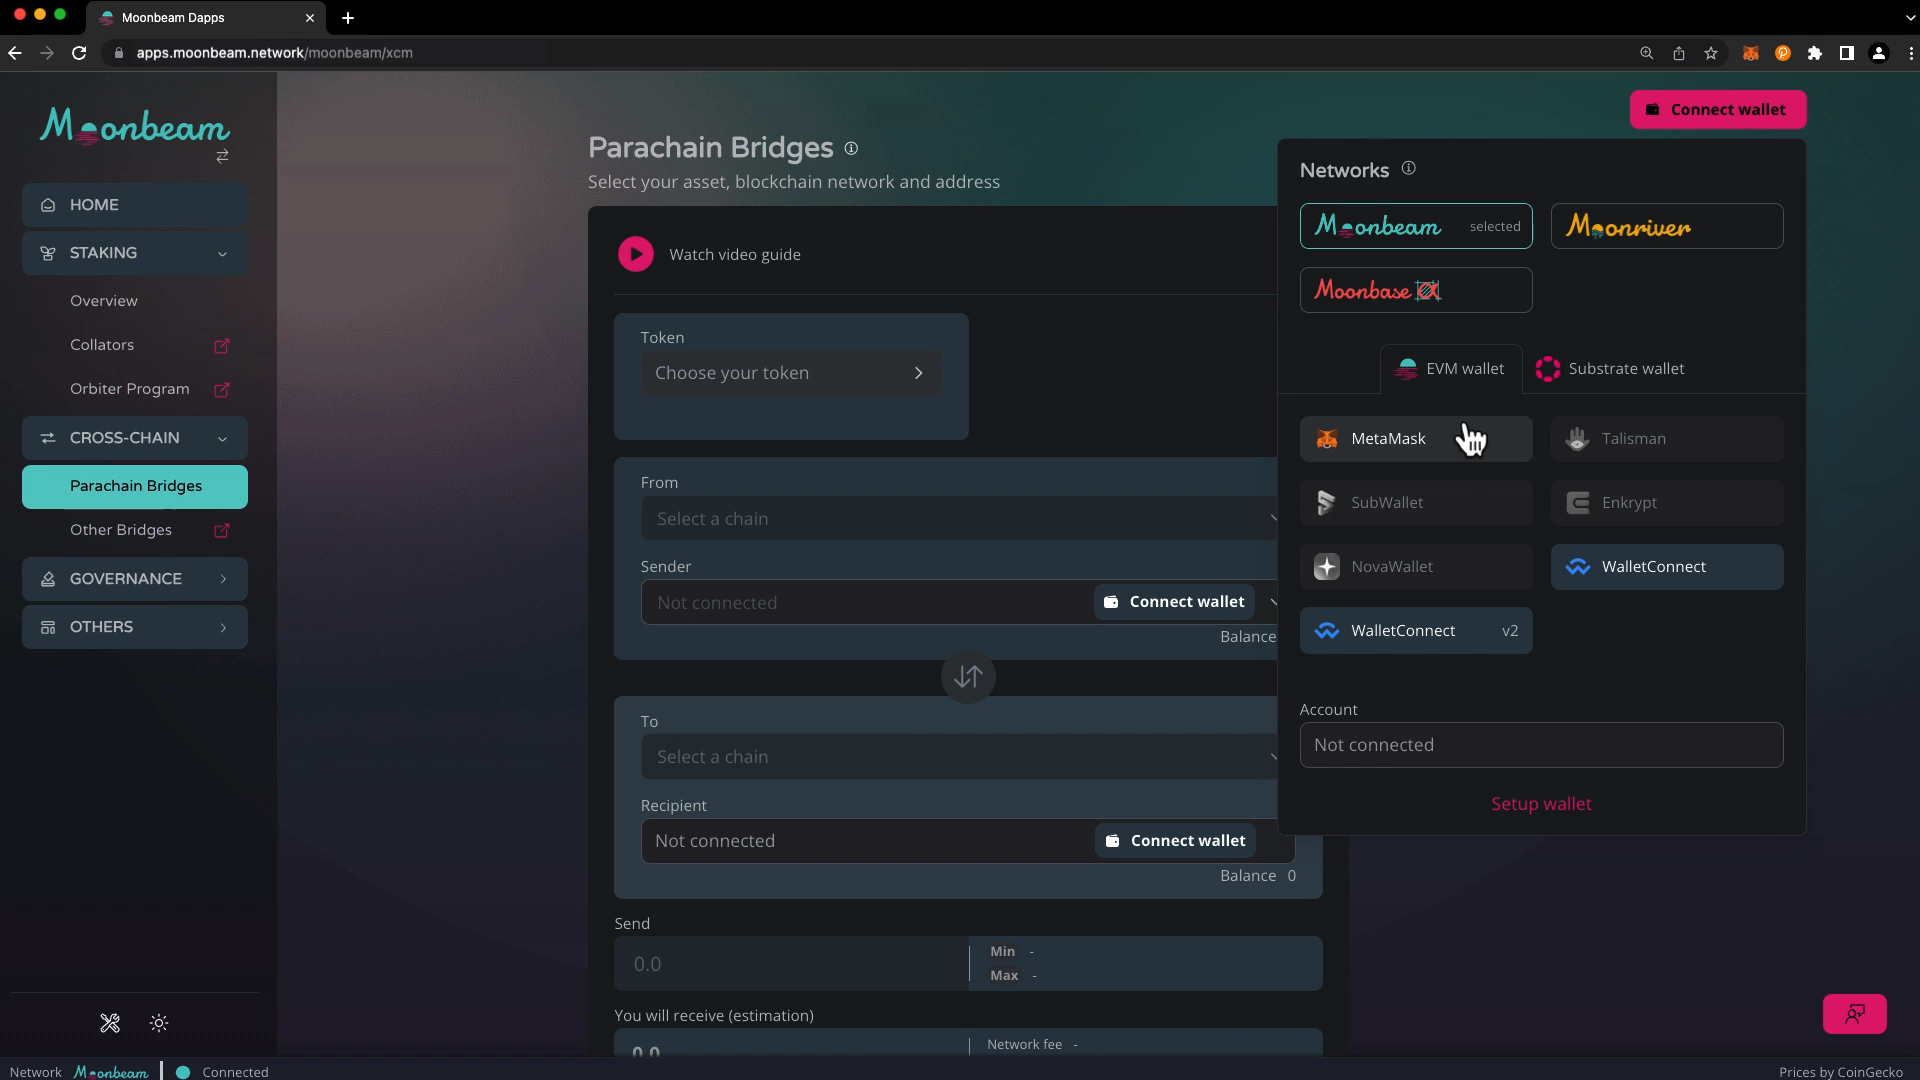 Moonbeam Dapps
apps.moonbeam.network/moonbeam/xcm
Moonbeam
HOME
STAKING
Overview
Collators
Orbiter Program
CROSS-CHAIN
Parachain Bridges
Other Bridges
GOVERNANCE
OTHERS
Parachain Bridges
Select your asset, blockchain network and address
Watch video guide
Token
Choose your token
From
Select a chain
Sender
Not connected
Connect wallet
Balance
To
Select a chain
Recipient
Not connected
Connect wallet
Balance 0
Send
0.0
Min -
Max -
You will receive (estimation)
0.0
Network fee -
Connect wallet
Networks
Moonbeam selected
Moonriver
Moonbase α
EVM wallet
Substrate wallet
MetaMask
Talisman
SubWallet
Enkrypt
NovaWallet
WalletConnect
WalletConnect v2
Account
Not connected
Setup wallet
Network Moonbeam Connected
Prices by CoinGecko